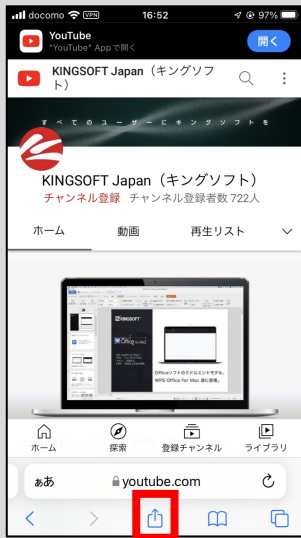 docomo VPN 16:52 97%
YouTube
"YouTube" App で開く
開く
KINGSOFT Japan（キングソフト）
すべてのユーザーにキングソフトを
KINGSOFT Japan（キングソフト）
チャンネル登録 チャンネル登録者数 722人
ホーム 動画 再生リスト
KINGSOFT
Office for Mac
Officeソフトのミドルエンドモデル、
WPS Office for Mac 遂に登場。
ホーム 探索 登録チャンネル ライブラリ
ぁあ youtube.com